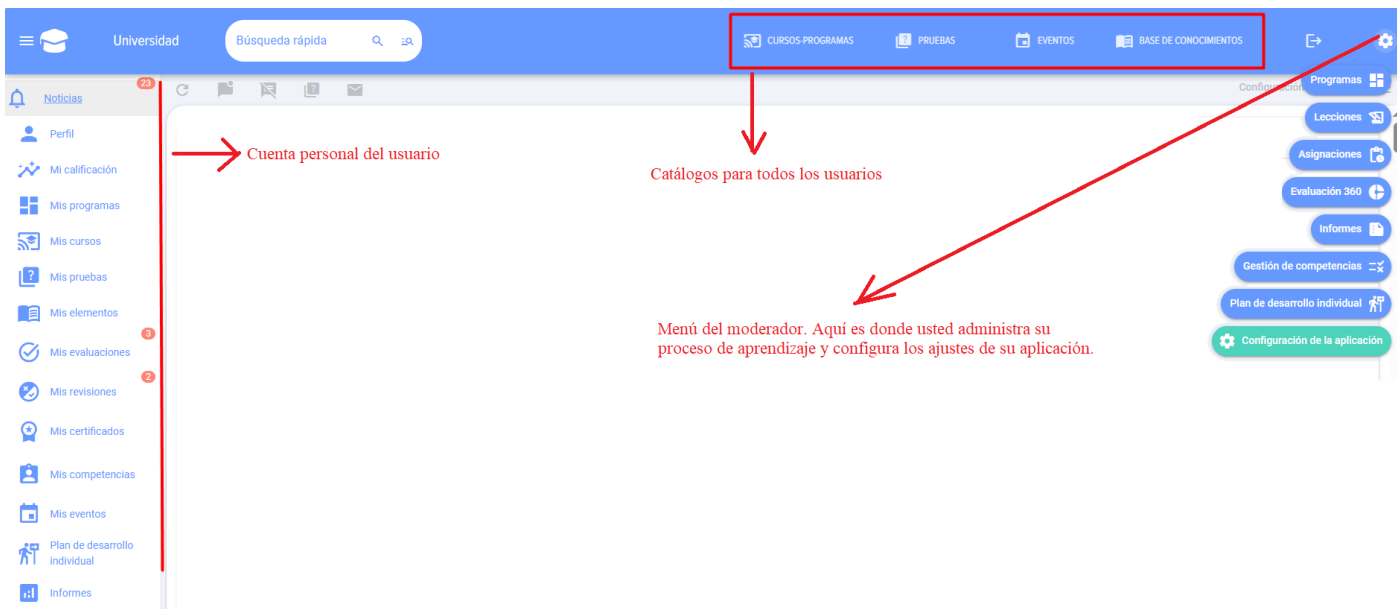 Universidad
Búsqueda rápida
CURSOS-PROGRAMAS
PRUEBAS
EVENTOS
BASE DE CONOCIMIENTOS
23
Noticias
Perfil
Mi calificación
Mis programas
Mis cursos
Mis pruebas
Mis elementos
3
Mis evaluaciones
2
Mis revisiones
Mis certificados
Mis competencias
Mis eventos
Plan de desarrollo
individual
Informes
Cuenta personal del usuario
Catálogos para todos los usuarios
Menú del moderador. Aquí es donde usted administra su
proceso de aprendizaje y configura los ajustes de su aplicación.
Configuración
Programas
Lecciones
Asignaciones
Evaluación 360
Informes
Gestión de competencias
Plan de desarrollo individual
Configuración de la aplicación